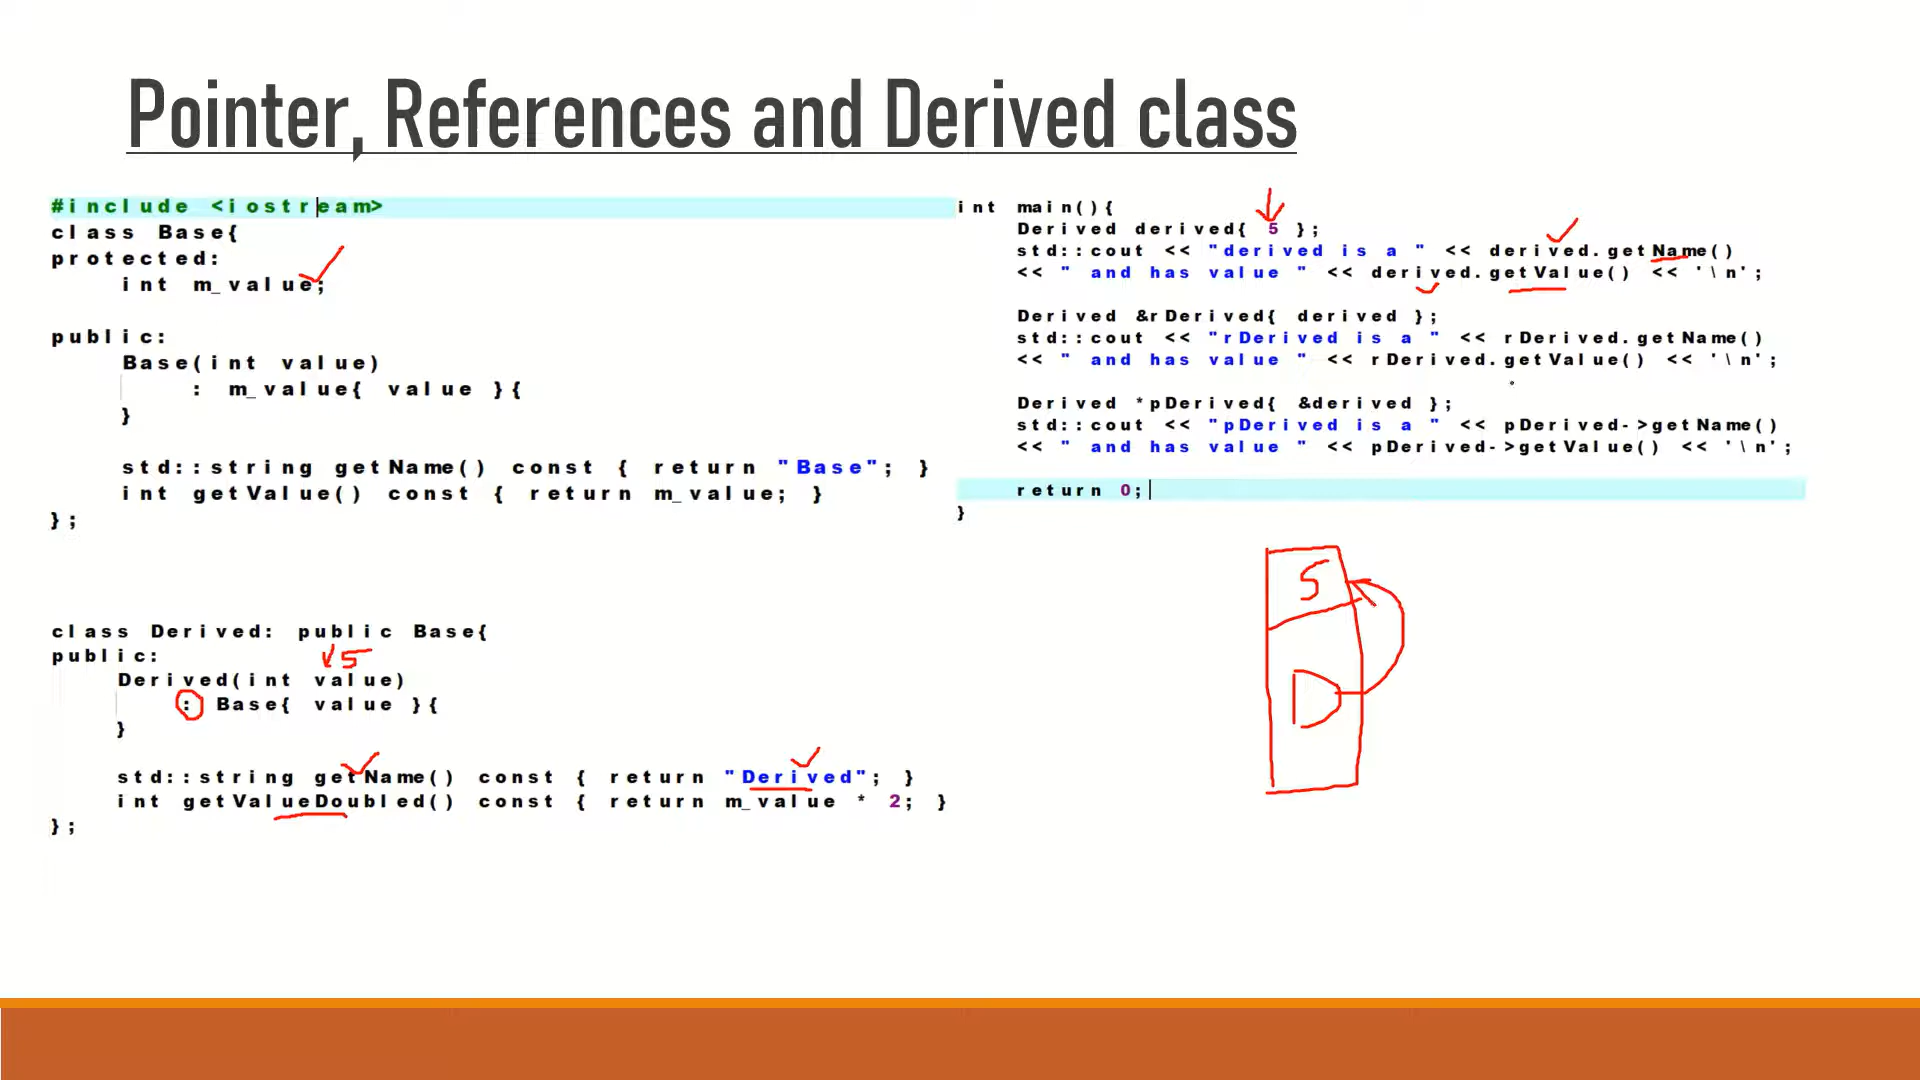 Pointer, References and Derived class
#include <iostream>
class Base{
protected:
int m_value;
public:
Base(int value)
: m_value{ value }{
}
std::string getName() const { return "Base"; }
int getValue() const { return m_value; }
};
class Derived: public Base{
public:
5
Derived(int value)
: Base{ value }{
}
std::string getName() const { return "Derived"; }
int getValueDoubled() const { return m_value * 2; }
};
int main(){
Derived derived{ 5 };
std::cout << "derived is a " << derived.getName()
<< " and has value " << derived.getValue() << '\n';
Derived &rDerived{ derived };
std::cout << "rDerived is a " << rDerived.getName()
<< " and has value " << rDerived.getValue() << '\n';
Derived *pDerived{ &derived };
std::cout << "pDerived is a " << pDerived->getName()
<< " and has value " << pDerived->getValue() << '\n';
return 0;
}
5
D